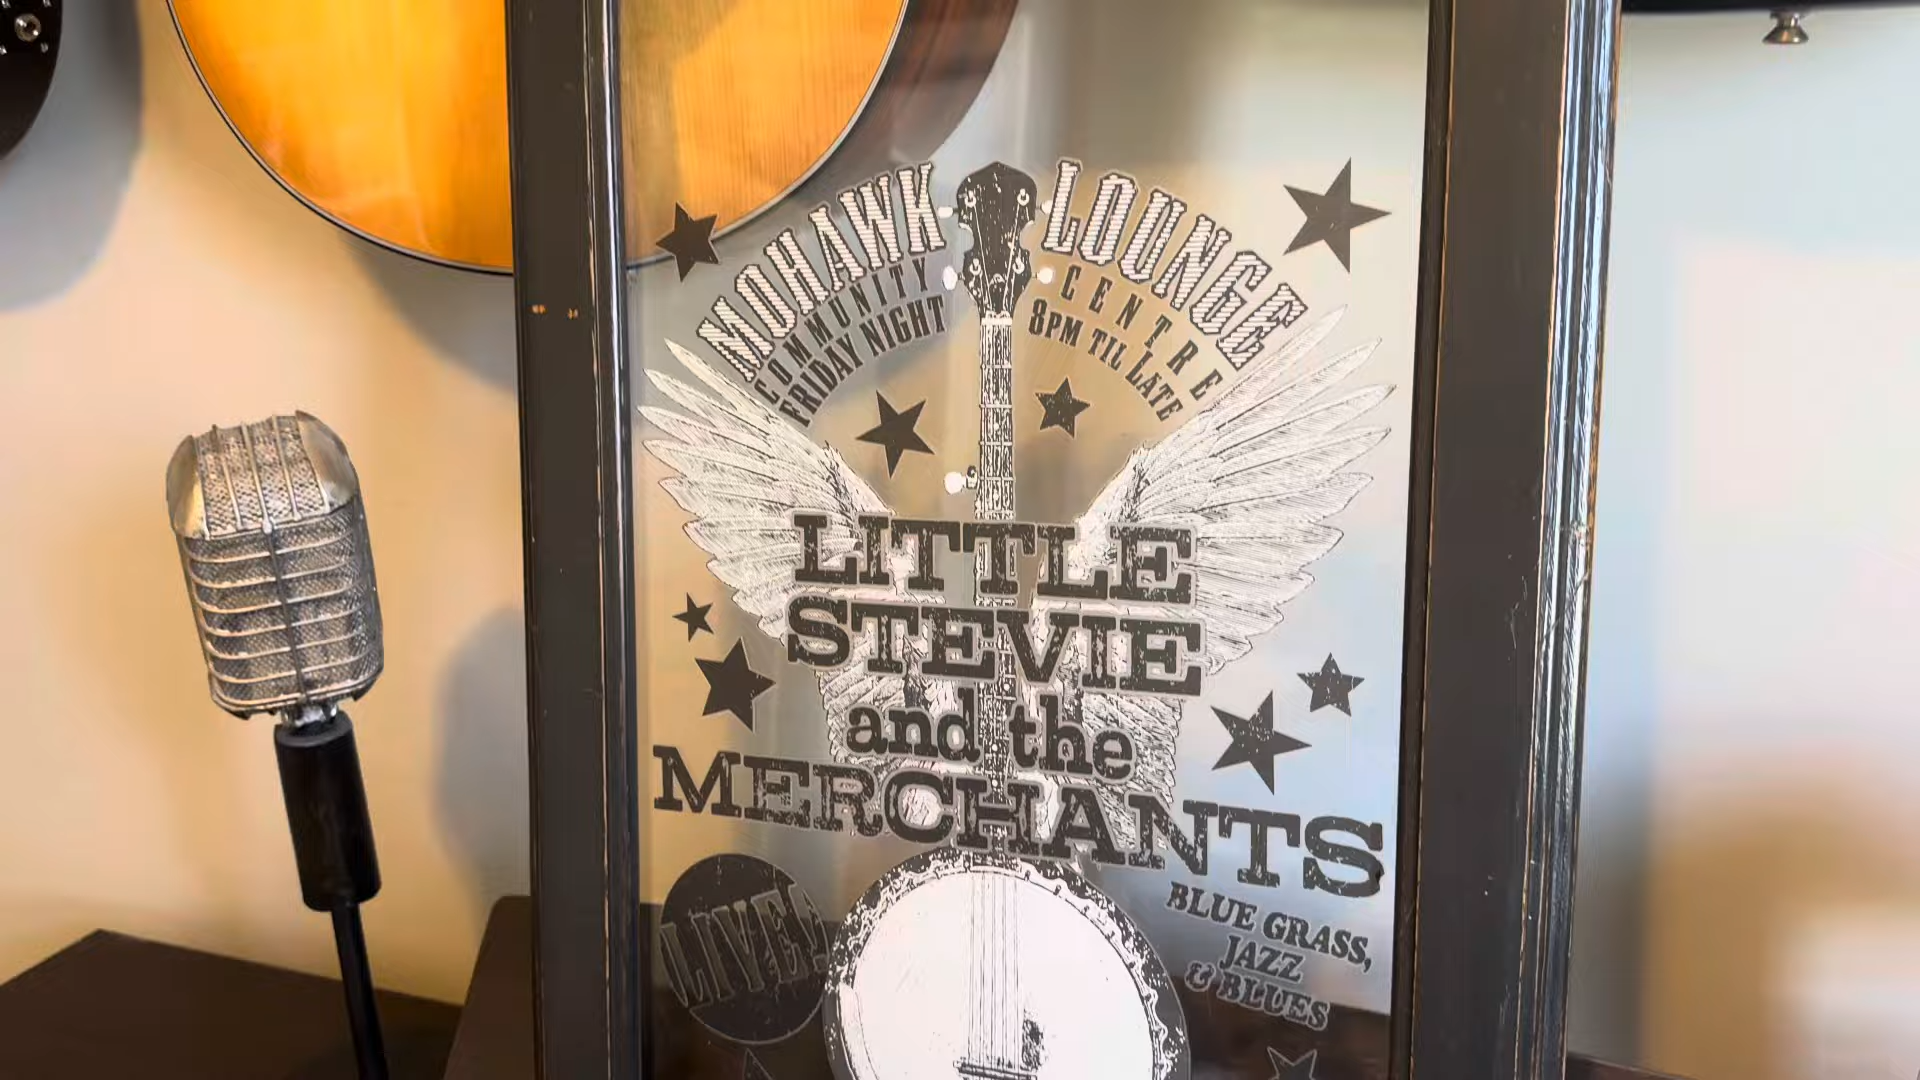 MOHAWK LOUNGE
COMMUNITY CENTRE
FRIDAY NIGHT 8PM TIL LATE
LITTLE
STEVIE
and the
MERCHANTS
LIVE!
BLUE GRASS,
JAZZ
& BLUES